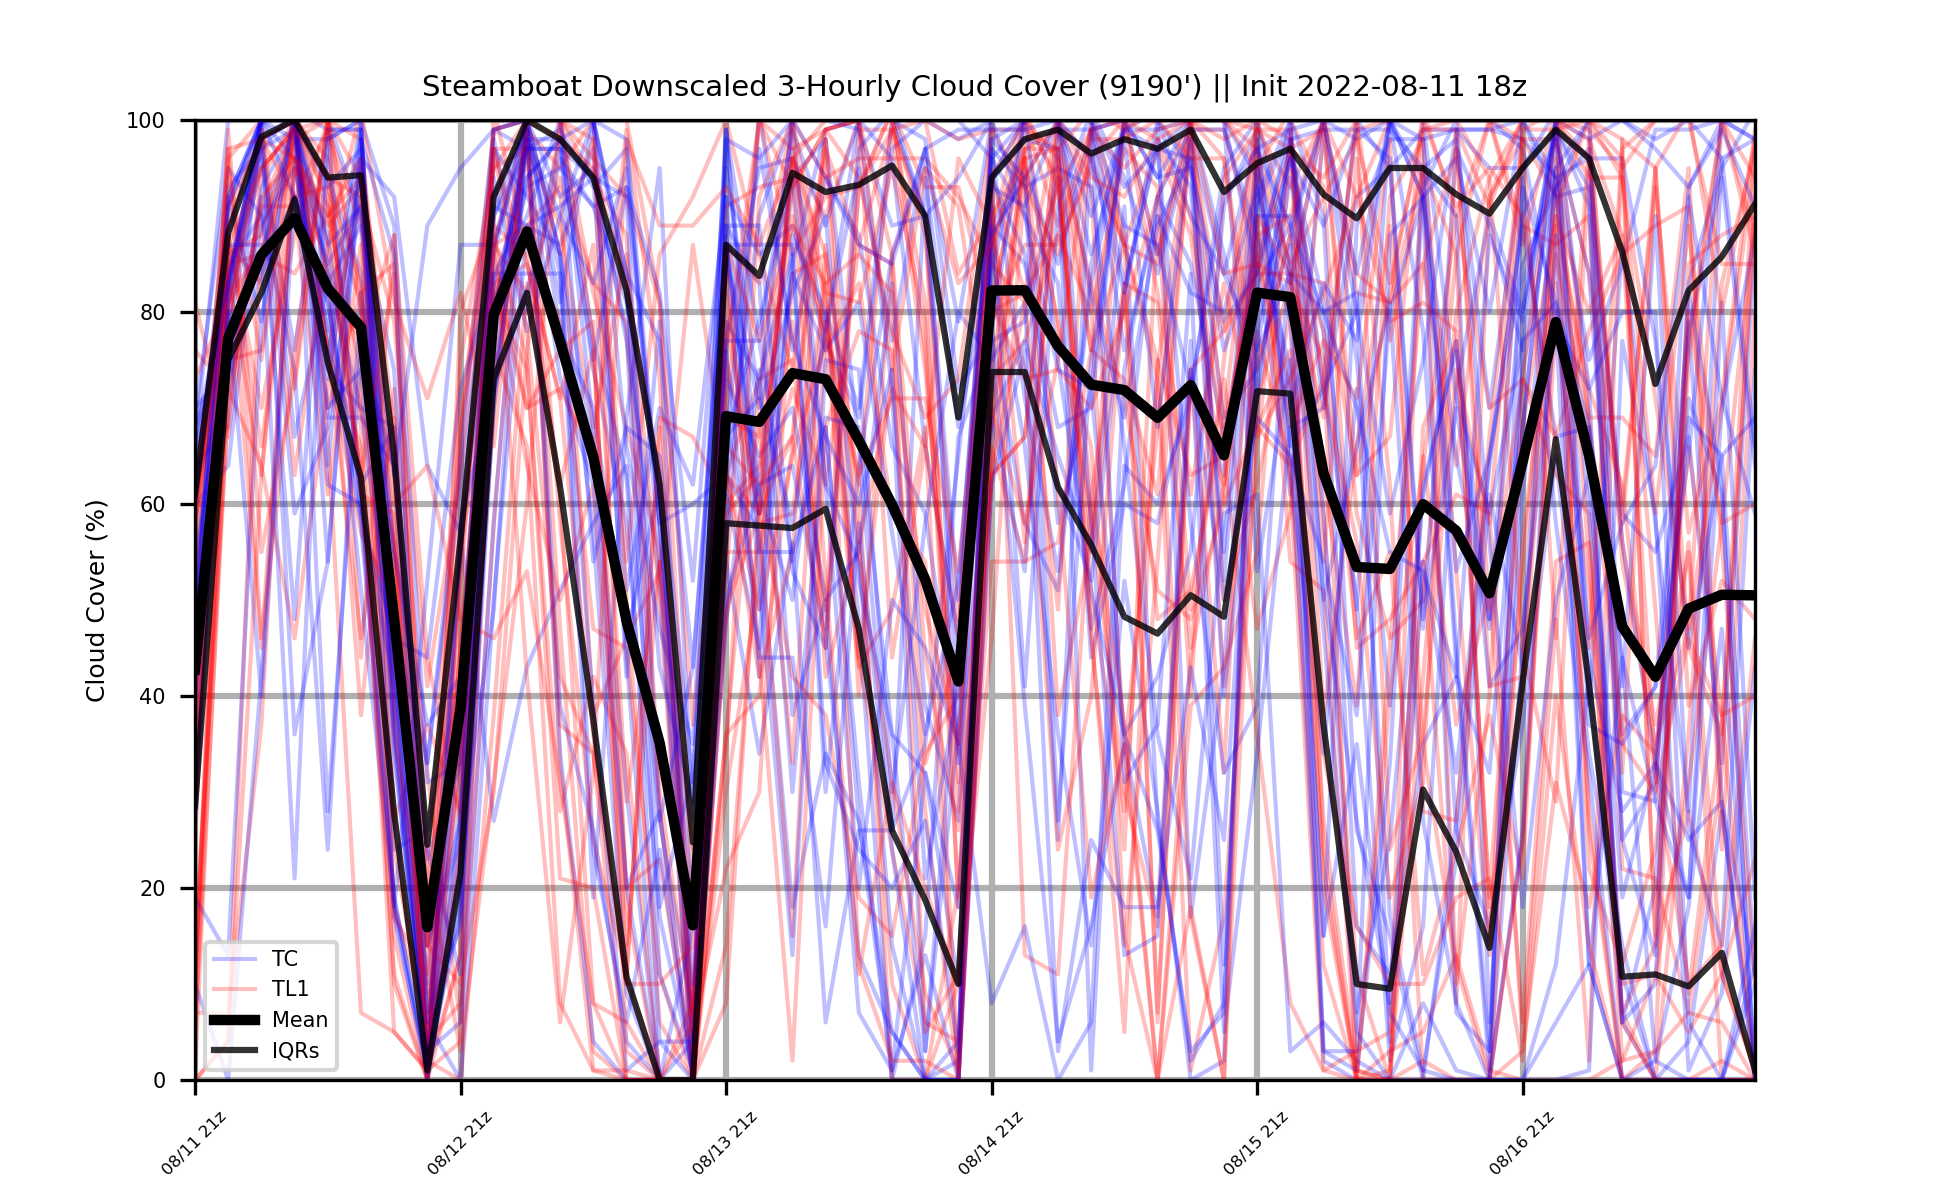 Steamboat Downscaled 3-Hourly Cloud Cover (9190') || Init 2022-08-11 18z
Cloud Cover (%)
100
80
60
40
20
0
TC
TL1
Mean
IQRs
08/11 21z
08/12 21z
08/13 21z
08/14 21z
08/15 21z
08/16 21z